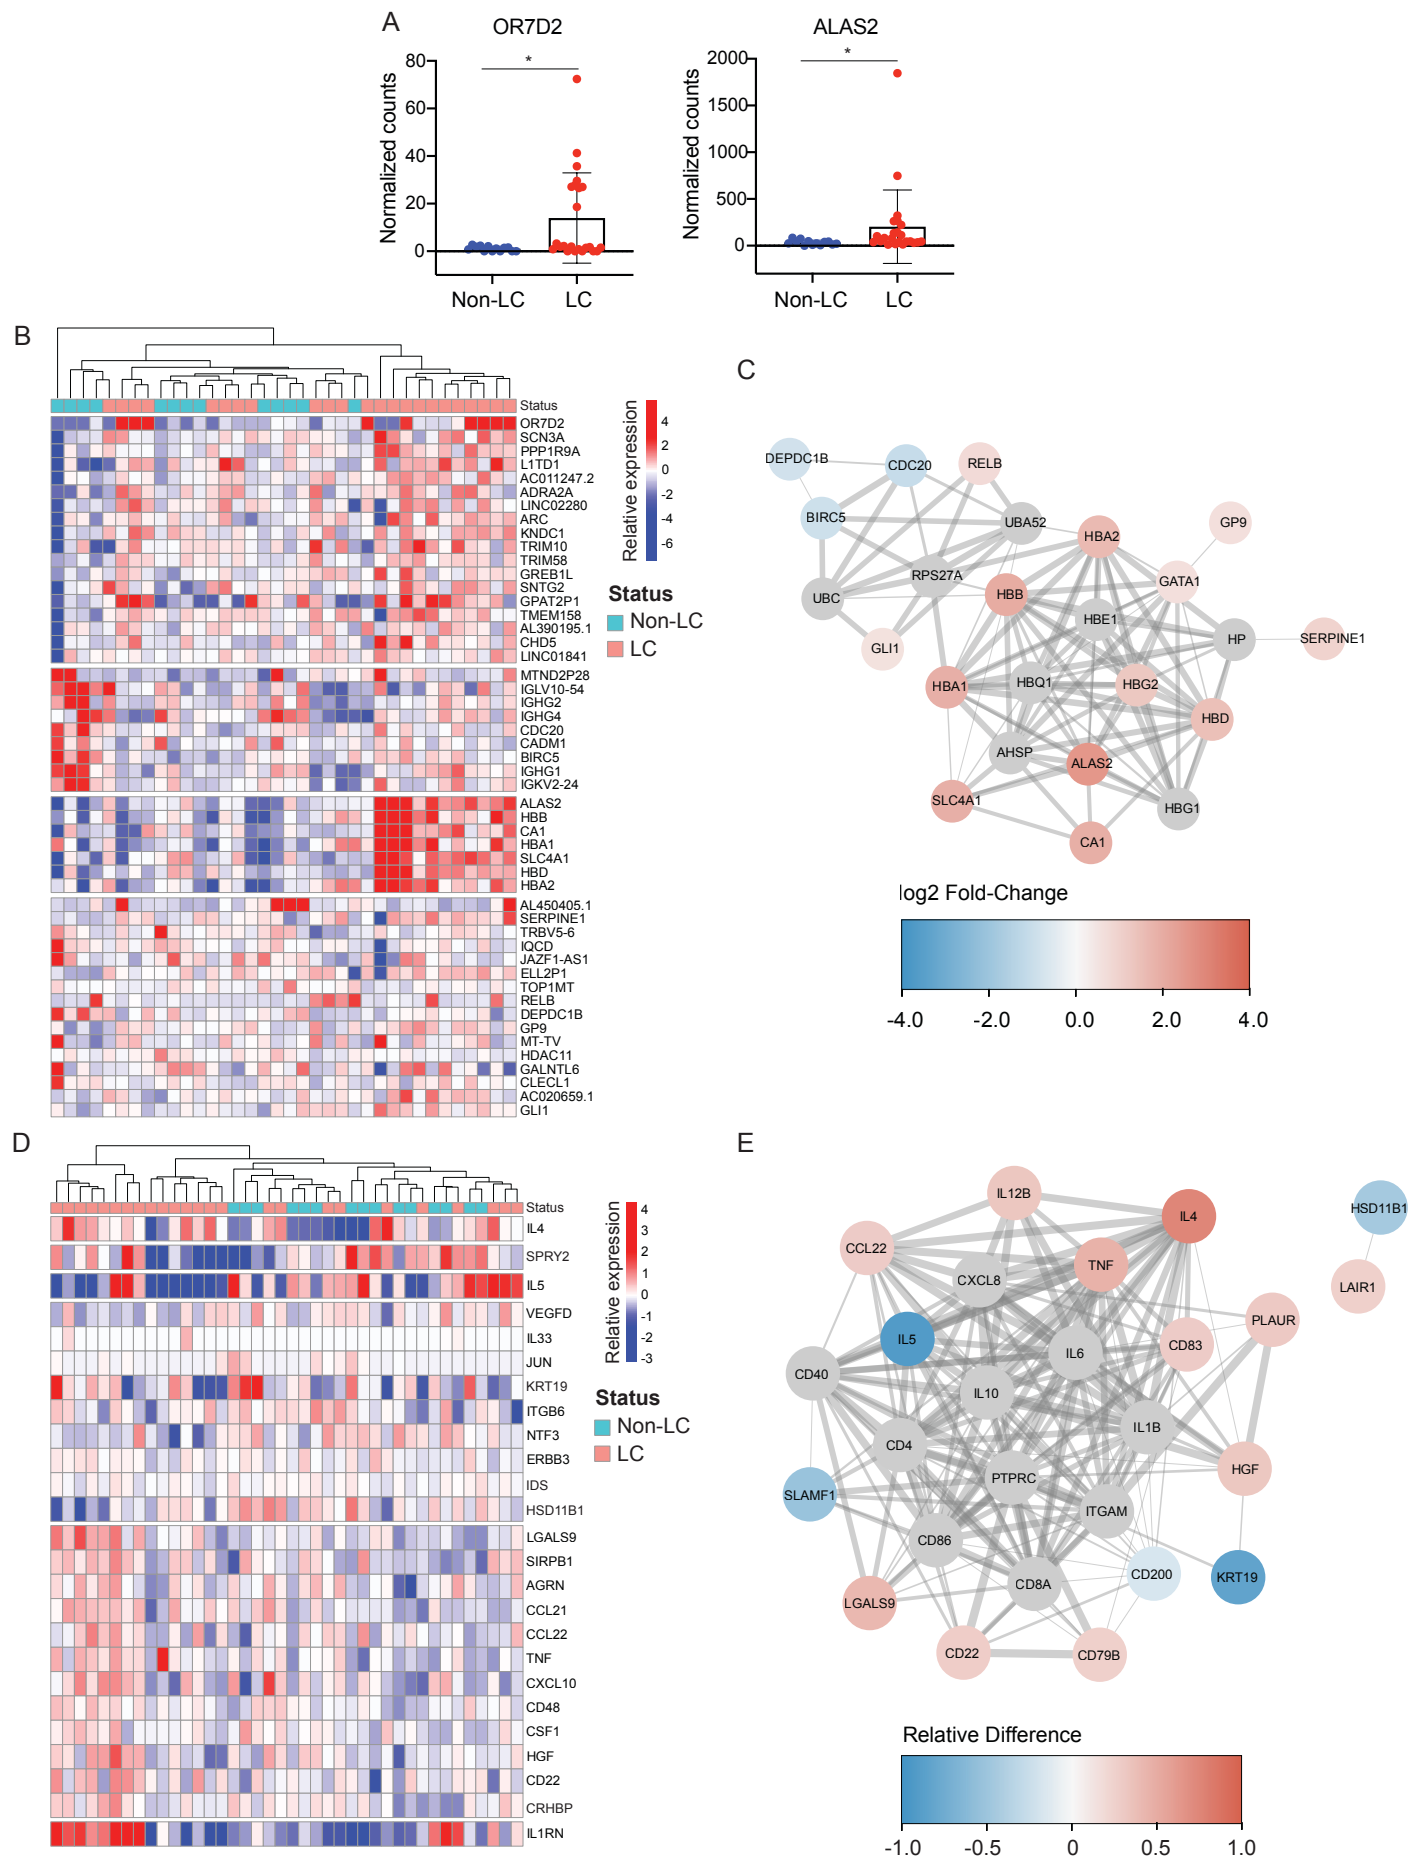 A
OR7D2
ALAS2
*
*
Normalized counts
80
60
40
20
0
Non-LC
LC
Normalized counts
2000
1500
1000
500
0
Non-LC
LC
B
Status
OR7D2
SCN3A
PPP1R9A
L1TD1
AC011247.2
ADRA2A
LINC02280
ARC
KNDC1
TRIM10
TRIM58
GREB1L
SNTG2
GPAT2P1
TMEM158
AL390195.1
CHD5
LINC01841
MTND2P28
IGLV10-54
IGHG2
IGHG4
CDC20
CADM1
BIRC5
IGHG1
IGKV2-24
ALAS2
HBB
CA1
HBA1
SLC4A1
HBD
HBA2
AL450405.1
SERPINE1
TRBV5-6
IQCD
JAZF1-AS1
ELL2P1
TOP1MT
RELB
DEPDC1B
GP9
MT-TV
HDAC11
GALNTL6
CLECL1
AC020659.1
GLI1
Relative expression
4
2
0
-2
-4
-6
Status
Non-LC
LC
C
DEPDC1B
CDC20
RELB
BIRC5
UBA52
HBA2
GP9
RPS27A
GATA1
UBC
HBB
HBE1
HP
SERPINE1
GLI1
HBA1
HBQ1
HBG2
HBD
AHSP
ALAS2
SLC4A1
HBG1
CA1
log2 Fold-Change
-4.0
-2.0
0.0
2.0
4.0
D
Status
IL4
SPRY2
IL5
VEGFD
IL33
JUN
KRT19
ITGB6
NTF3
ERBB3
IDS
HSD11B1
LGALS9
SIRPB1
AGRN
CCL21
CCL22
TNF
CXCL10
CD48
CSF1
HGF
CD22
CRHBP
IL1RN
Relative expression
4
3
2
1
0
-1
-2
-3
Status
Non-LC
LC
E
IL12B
IL4
HSD11B1
CCL22
TNF
CXCL8
LAIR1
PLAUR
IL5
IL6
CD83
CD40
IL10
IL1B
CD4
PTPRC
HGF
SLAMF1
ITGAM
CD86
CD200
KRT19
CD8A
LGALS9
CD22
CD79B
Relative Difference
-1.0
-0.5
0
0.5
1.0